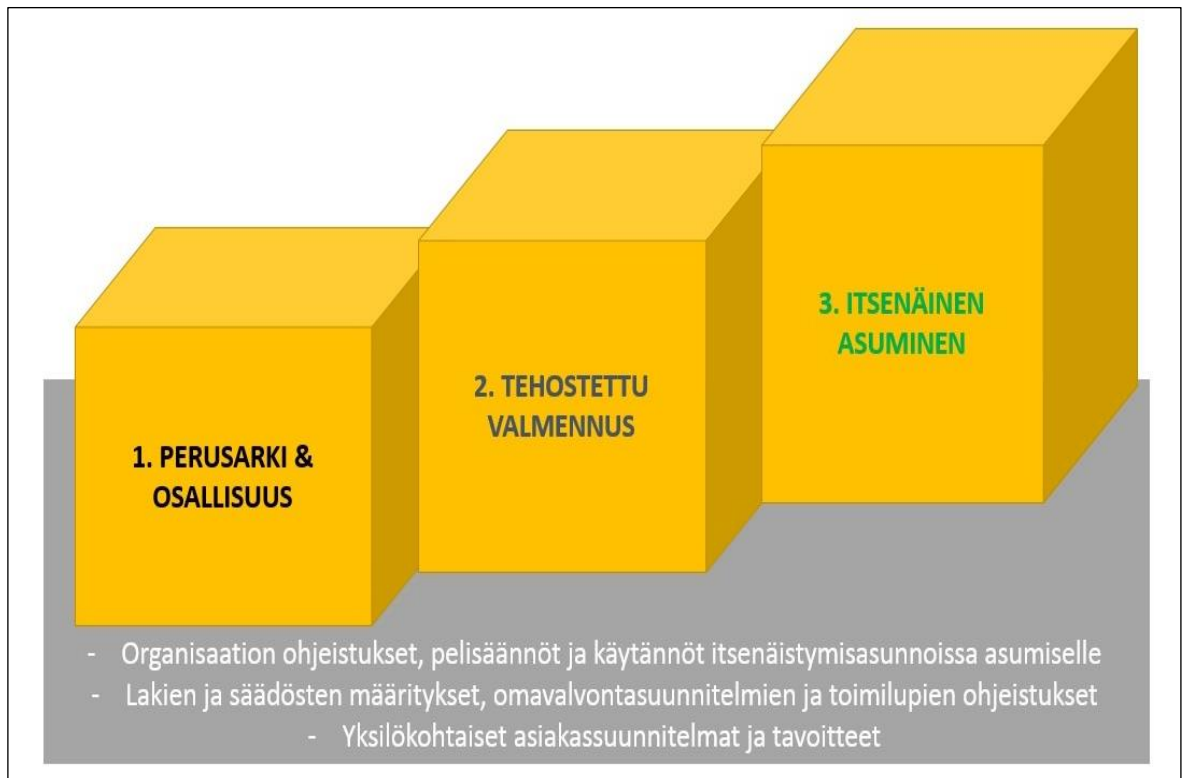 1. PERUSARKI &
OSALLISUUS
2. TEHOSTETTU
VALMENNUS
3. ITSENÄINEN
ASUMINEN
- Organisaation ohjeistukset, pelisäännöt ja käytännöt itsenäistymisasunnoissa asumiselle
- Lakien ja säädösten määritykset, omavalvontasuunnitelmien ja toimilupien ohjeistukset
- Yksilökohtaiset asiakassuunnitelmat ja tavoitteet